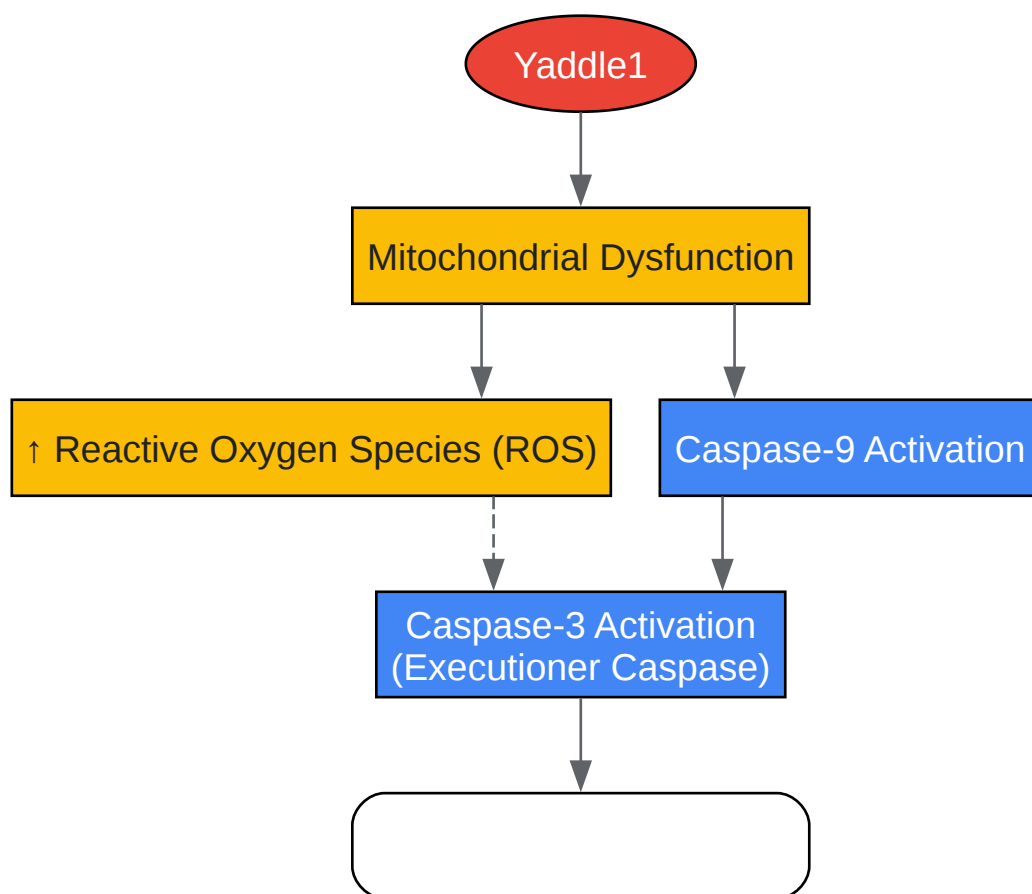 Yaddle1
Mitochondrial Dysfunction
↑ Reactive Oxygen Species (ROS)
Caspase-9 Activation
Caspase-3 Activation
(Executioner Caspase)